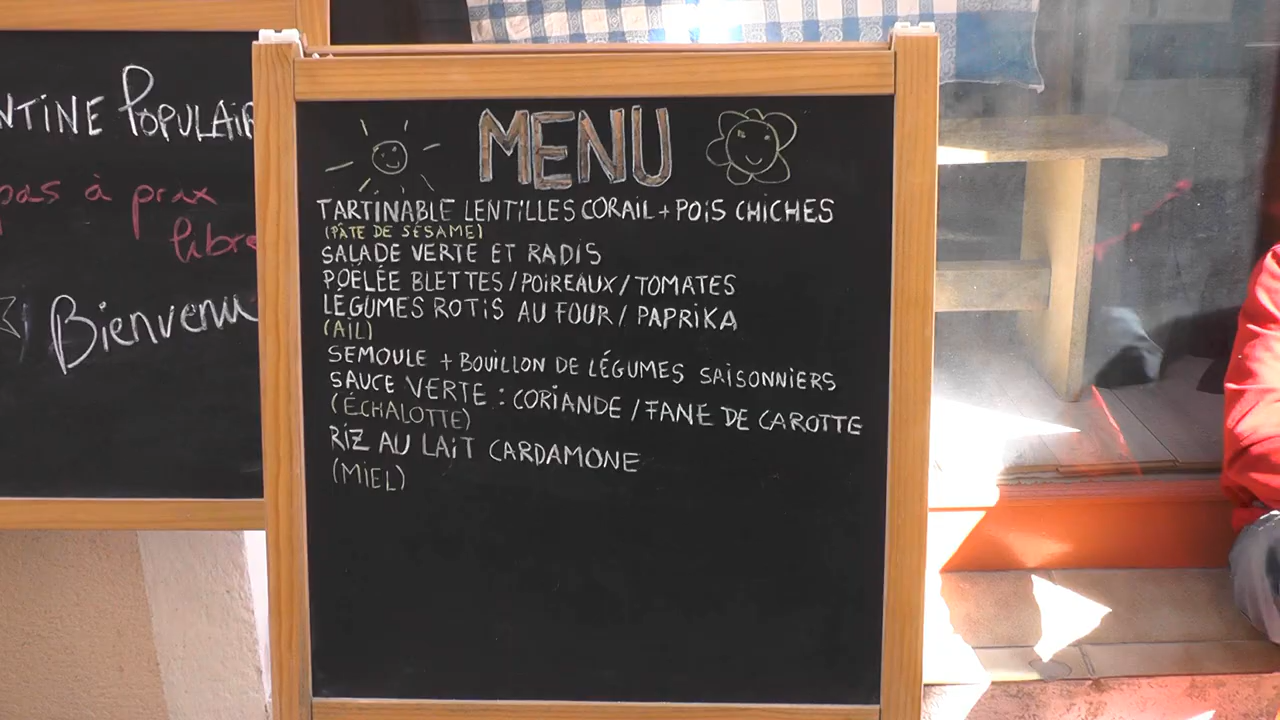 NTINE POPULAIR
pas à prix
libre
Bienvenu
MENU
TARTINABLE LENTILLES CORAIL + POIS CHICHES
(PÂTE DE SÉSAME)
SALADE VERTE ET RADIS
POÊLÉE BLETTES / POIREAUX / TOMATES
LÉGUMES ROTIS AU FOUR / PAPRIKA
(AIL)
SEMOULE + BOUILLON DE LÉGUMES SAISONNIERS
SAUCE VERTE : CORIANDE / FANE DE CAROTTE
(ÉCHALOTTE)
RIZ AU LAIT CARDAMONE
(MIEL)